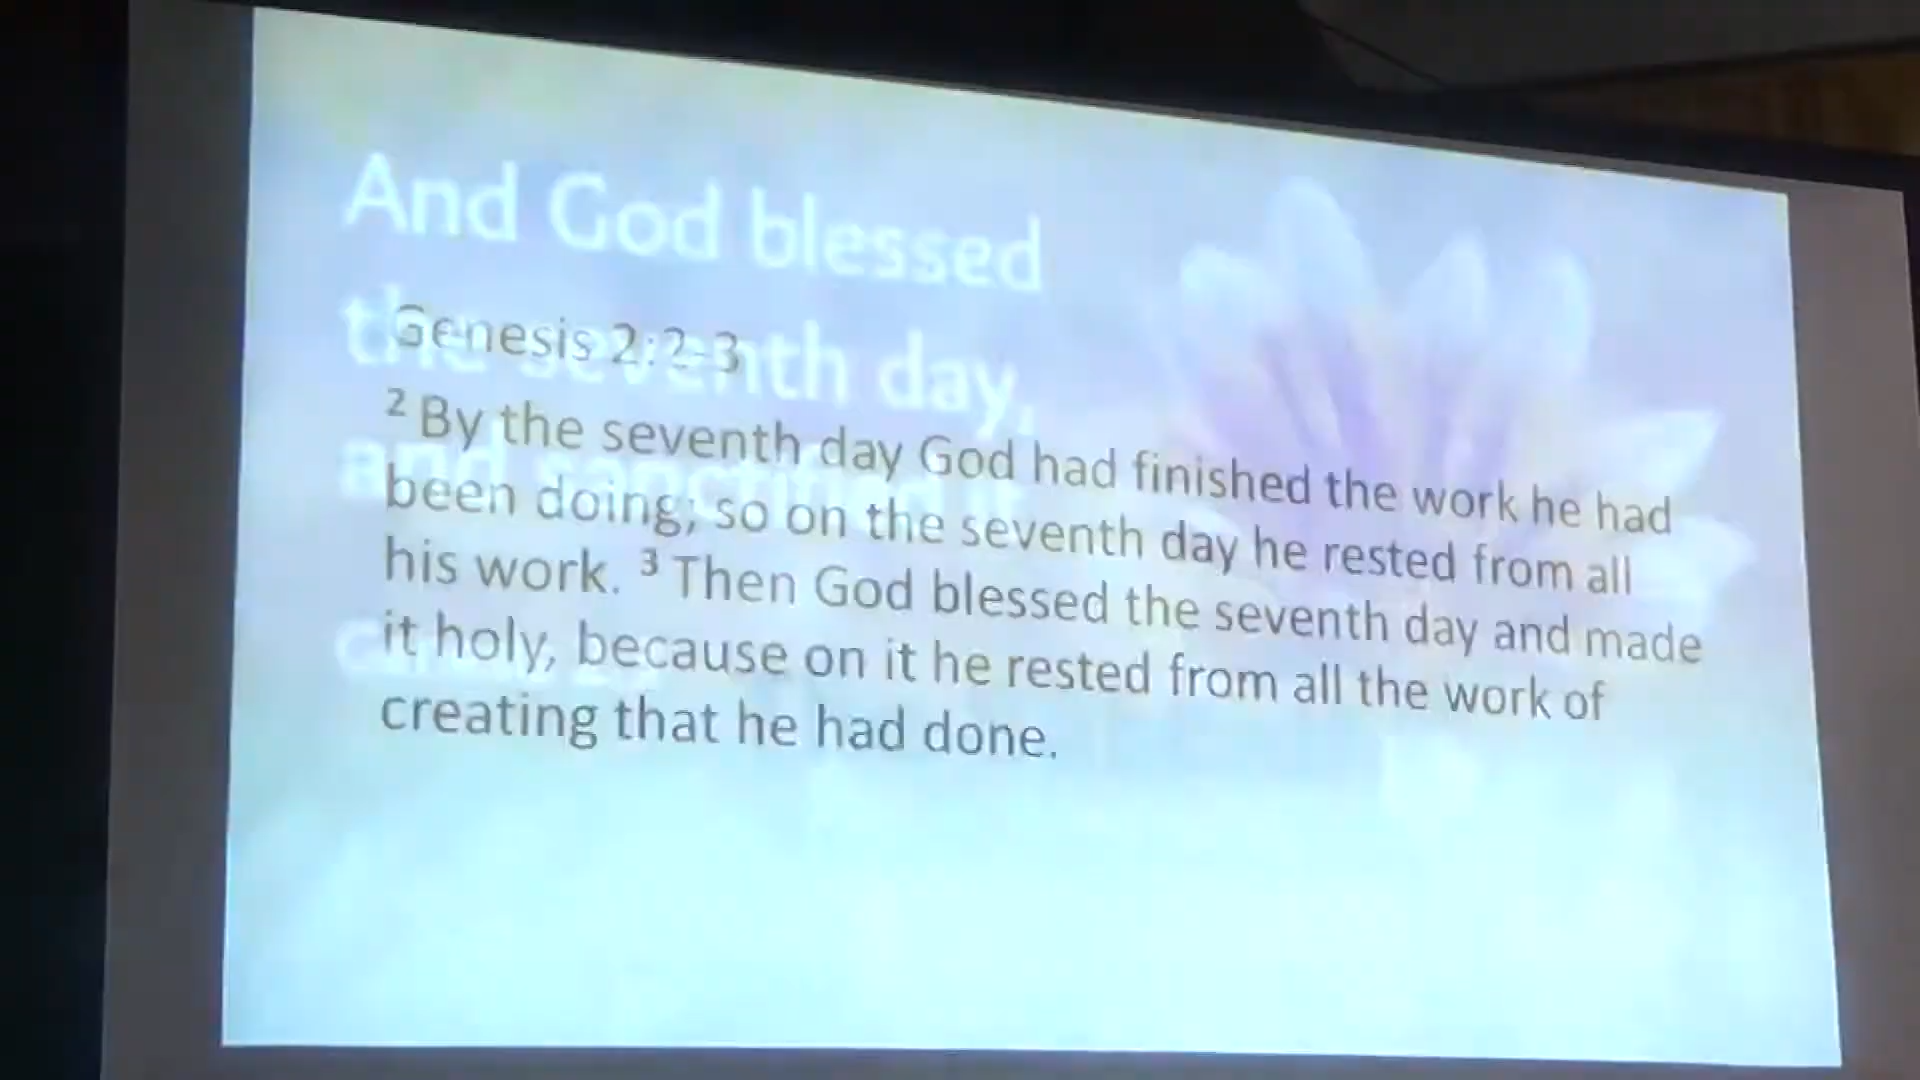 And God blessed
the seventh day,
and sanctified it
Genesis 2:2-3
2 By the seventh day God had finished the work he had
been doing; so on the seventh day he rested from all
his work. 3 Then God blessed the seventh day and made
it holy, because on it he rested from all the work of
creating that he had done.